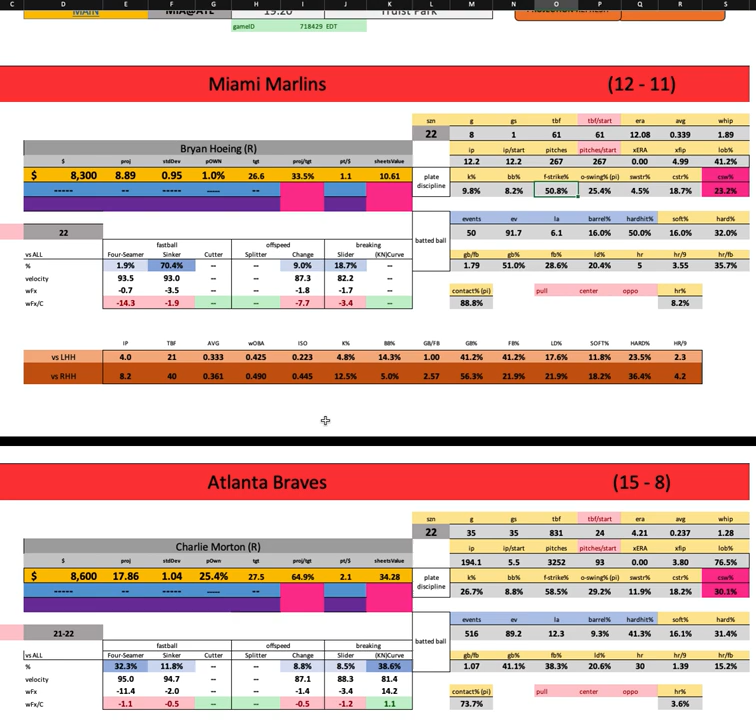 C D E F G H I J K L M N O P Q R S
MAIN MIA@ATL 19:20 Truist Park
gameID 718429 EDT
Miami Marlins (12 - 11)
szn g gs tbf tbf/start era avg whip
22 8 1 61 61 12.08 0.339 1.89
Bryan Hoeing (R) ip ip/start pitches pitches/start xERA xfip lob%
$ proj stdDev pOWN tgt proj/tgt pt/$ sheetsValue 12.2 12.2 267 267 0.00 4.99 41.2%
$ 8,300 8.89 0.95 1.0% 26.6 33.5% 1.1 10.61 plate discipline k% bb% f-strike% o-swing% (pi) swstr% cstr% csw%
----- -- ----- -- 9.8% 8.2% 50.8% 25.4% 4.5% 18.7% 23.2%
22 batted ball events ev la barrel% hardhit% soft% hard%
50 91.7 6.1 16.0% 50.0% 16.0% 32.0%
fastball offspeed breaking
vs ALL Four-Seamer Sinker Cutter Splitter Change Slider (KN)Curve gb/fb gb% fb% ld% hr hr/9 hr/fb
% 1.9% 70.4% -- -- 9.0% 18.7% -- 1.79 51.0% 28.6% 20.4% 5 3.55 35.7%
velocity 93.5 93.0 -- -- 87.3 82.2 --
wFx -0.7 -3.5 -- -- -1.8 -1.7 -- contact% (pi) pull center oppo hr%
wFx/C -14.3 -1.9 -- -- -7.7 -3.4 -- 88.8% 8.2%
IP TBF AVG wOBA ISO K% BB% GB/FB GB% FB% LD% SOFT% HARD% HR/9
vs LHH 4.0 21 0.333 0.425 0.223 4.8% 14.3% 1.00 41.2% 41.2% 17.6% 11.8% 23.5% 2.3
vs RHH 8.2 40 0.361 0.490 0.445 12.5% 5.0% 2.57 56.3% 21.9% 21.9% 18.2% 36.4% 4.2
Atlanta Braves (15 - 8)
szn g gs tbf tbf/start era avg whip
22 35 35 831 24 4.21 0.237 1.28
Charlie Morton (R) ip ip/start pitches pitches/start xERA xfip lob%
$ proj stdDev pOwn tgt proj/tgt pt/$ sheetsValue 194.1 5.5 3252 93 0.00 3.80 76.5%
$ 8,600 17.86 1.04 25.4% 27.5 64.9% 2.1 34.28 plate discipline k% bb% f-strike% o-swing% (pi) swstr% cstr% csw%
----- -- ----- -- 26.7% 8.8% 58.5% 29.2% 11.9% 18.2% 30.1%
21-22 batted ball events ev la barrel% hardhit% soft% hard%
516 89.2 12.3 9.3% 41.3% 16.1% 31.4%
fastball offspeed breaking
vs ALL Four-Seamer Sinker Cutter Splitter Change Slider (KN)Curve gb/fb gb% fb% ld% hr hr/9 hr/fb
% 32.3% 11.8% -- -- 8.8% 8.5% 38.6% 1.07 41.1% 38.3% 20.6% 30 1.39 15.2%
velocity 95.0 94.7 -- -- 87.1 88.3 81.4
wFx -11.4 -2.0 -- -- -1.4 -3.4 14.2 contact% (pi) pull center oppo hr%
wFx/C -1.1 -0.5 -- -- -0.5 -1.2 1.1 73.7% 3.6%